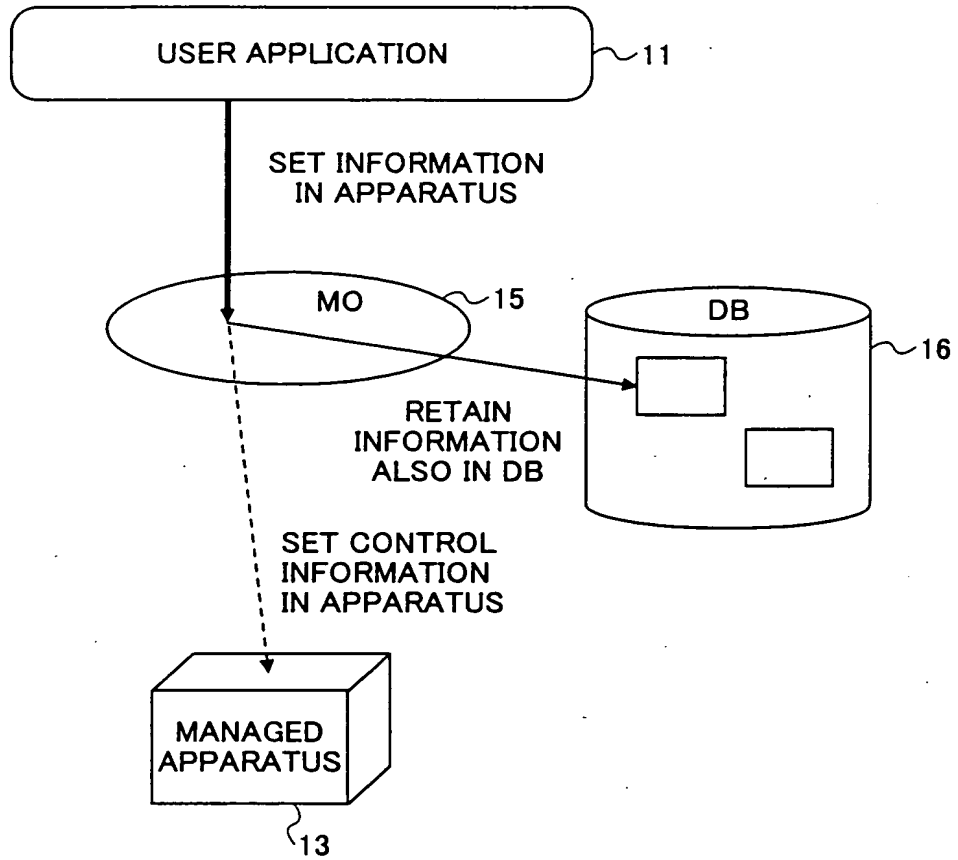 USER APPLICATION
11
SET INFORMATION
IN APPARATUS
MO
15
DB
16
RETAIN
INFORMATION
ALSO IN DB
SET CONTROL
INFORMATION
IN APPARATUS
MANAGED
APPARATUS
13